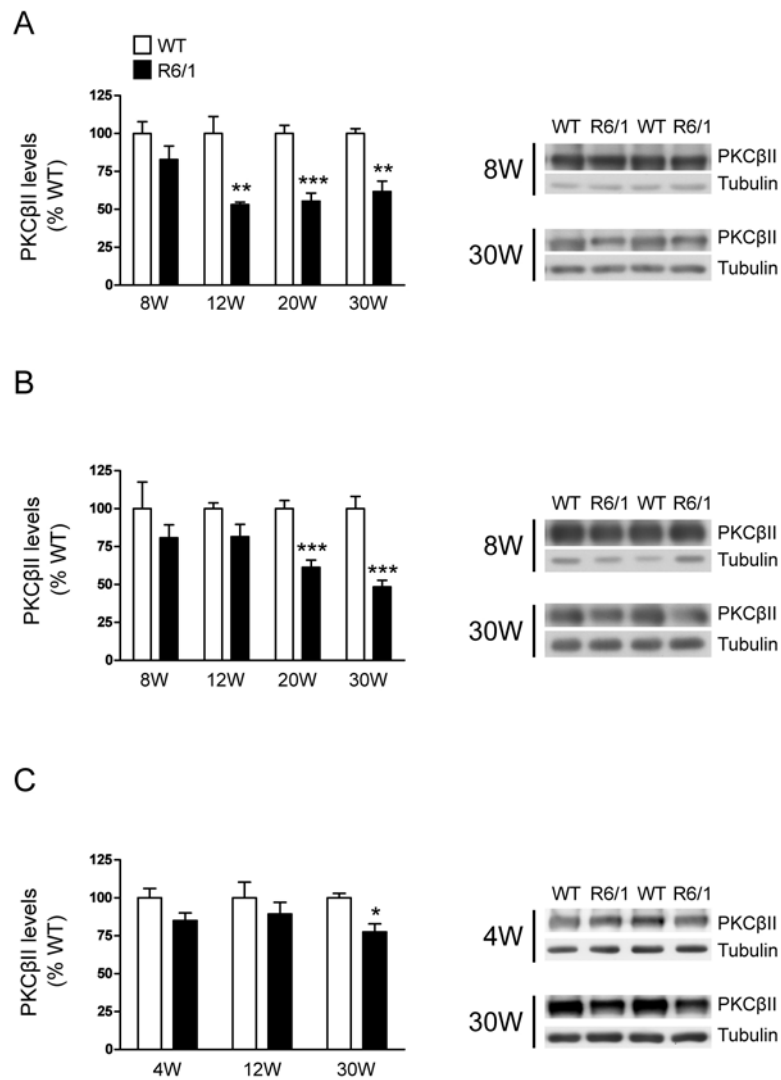 A
WT
R6/1
PKCβII levels
(% WT)
125
100
75
50
25
0
** *** **
8W 12W 20W 30W
WT R6/1 WT R6/1
8W
PKCβII
Tubulin
30W
PKCβII
Tubulin
B
PKCβII levels
(% WT)
125
100
75
50
25
0
*** ***
8W 12W 20W 30W
WT R6/1 WT R6/1
8W
PKCβII
Tubulin
30W
PKCβII
Tubulin
C
PKCβII levels
(% WT)
125
100
75
50
25
0
*
4W 12W 30W
WT R6/1 WT R6/1
4W
PKCβII
Tubulin
30W
PKCβII
Tubulin